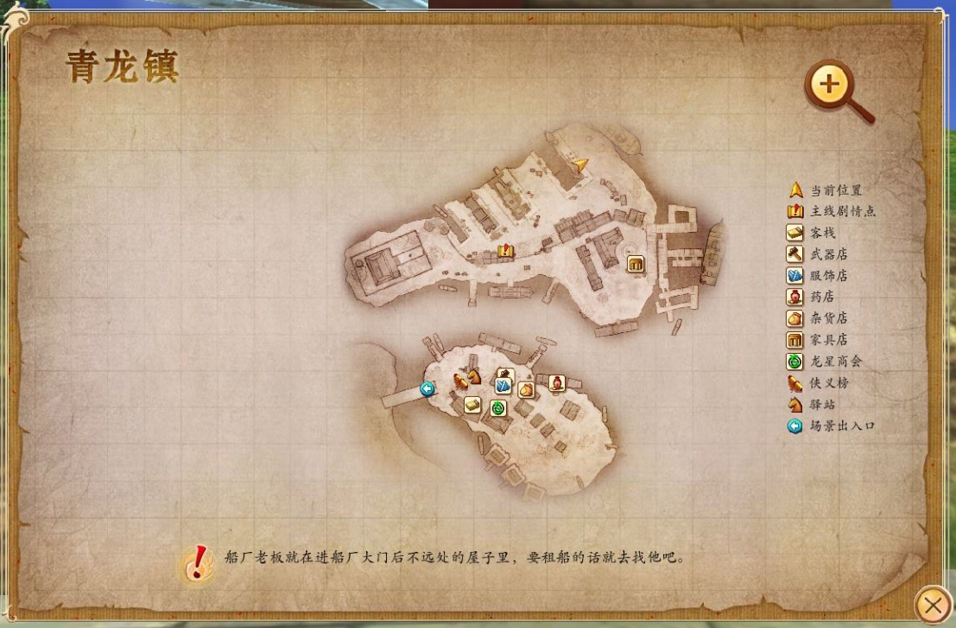 青龙镇
当前位置
主线剧情点
客栈
武器店
服饰店
药店
杂货店
家具店
龙星商会
侠义榜
驿站
场景出入口
船厂老板就在进船厂大门后不远处的屋子里，要租船的话就去找他吧。